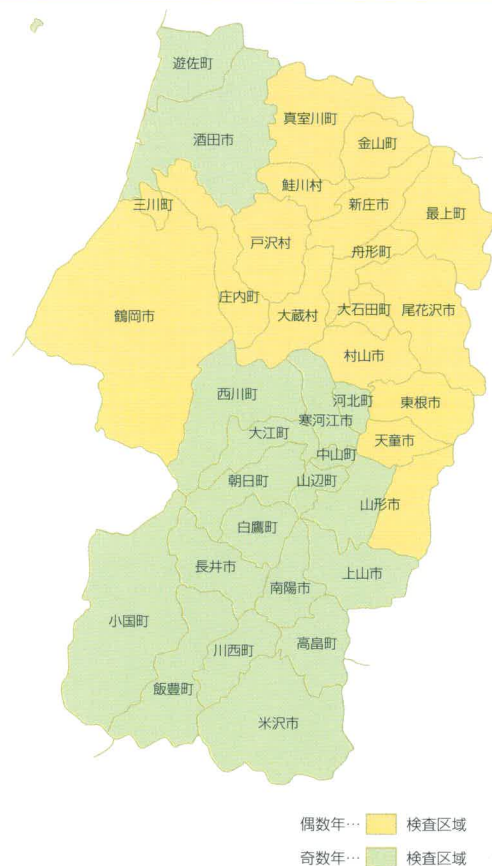 遊佐町
酒田市
真室川町
金山町
鮭川村
新庄市
最上町
三川町
戸沢村
舟形町
庄内町
大蔵村
大石田町
尾花沢市
鶴岡市
村山市
西川町
河北町
東根市
寒河江市
大江町
天童市
中山町
朝日町
山辺町
山形市
白鷹町
長井市
上山市
南陽市
小国町
高畠町
川西町
飯豊町
米沢市
偶数年… 検査区域
奇数年… 検査区域